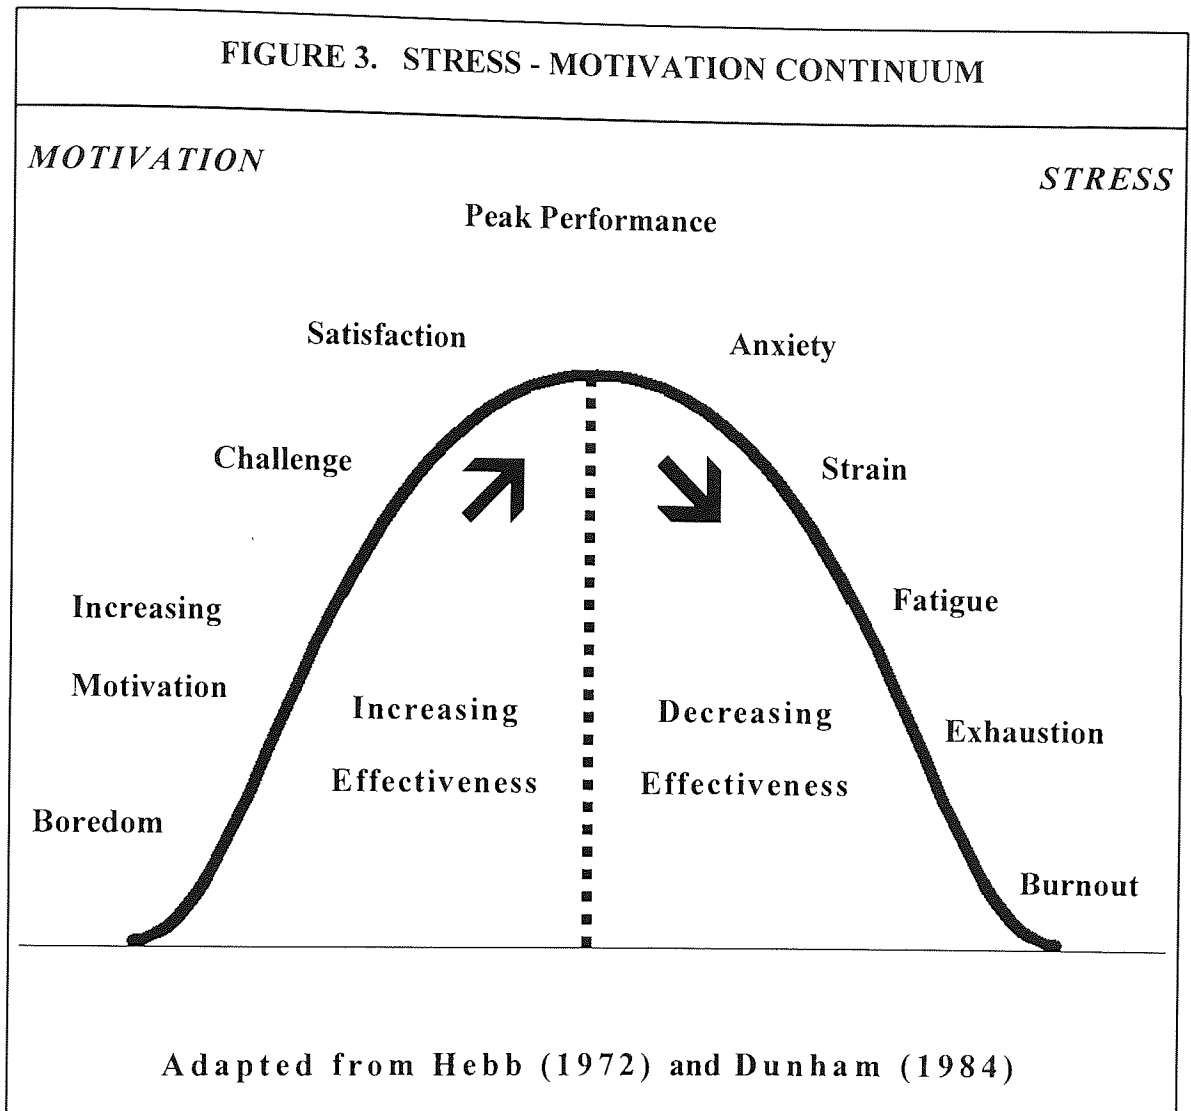 FIGURE 3. STRESS - MOTIVATION CONTINUUM
MOTIVATION
STRESS
Peak Performance
Satisfaction
Anxiety
Challenge
Strain
Increasing
Motivation
Fatigue
Increasing
Effectiveness
Decreasing
Effectiveness
Exhaustion
Boredom
Burnout
Adapted from Hebb (1972) and Dunham (1984)